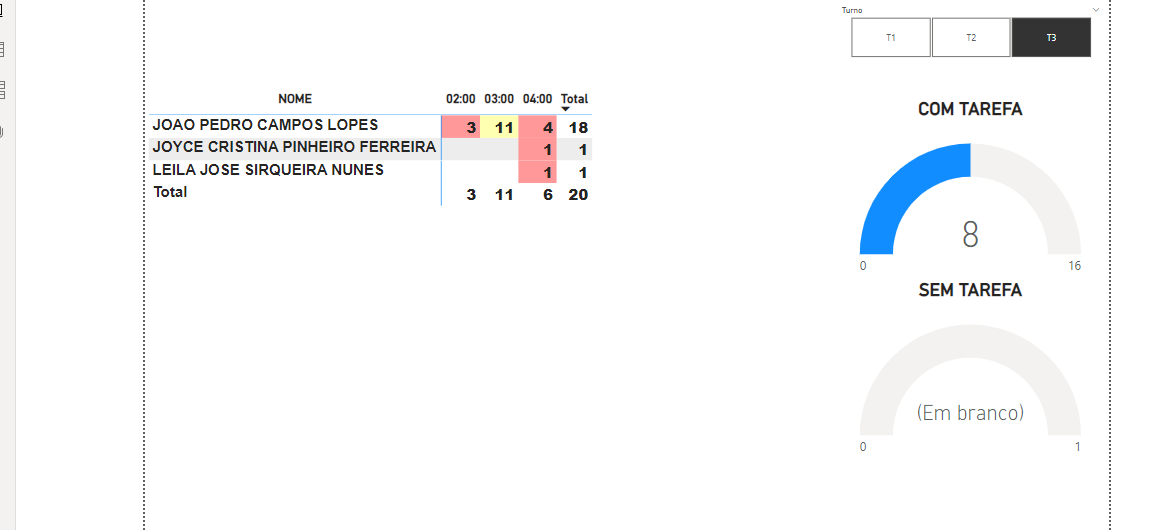 Turno
T1 T2 T3
NOME 02:00 03:00 04:00 Total
JOAO PEDRO CAMPOS LOPES 3 11 4 18
JOYCE CRISTINA PINHEIRO FERREIRA 1 1
LEILA JOSE SIRQUEIRA NUNES 1 1
Total 3 11 6 20
COM TAREFA
8
0 16
SEM TAREFA
(Em branco)
0 1